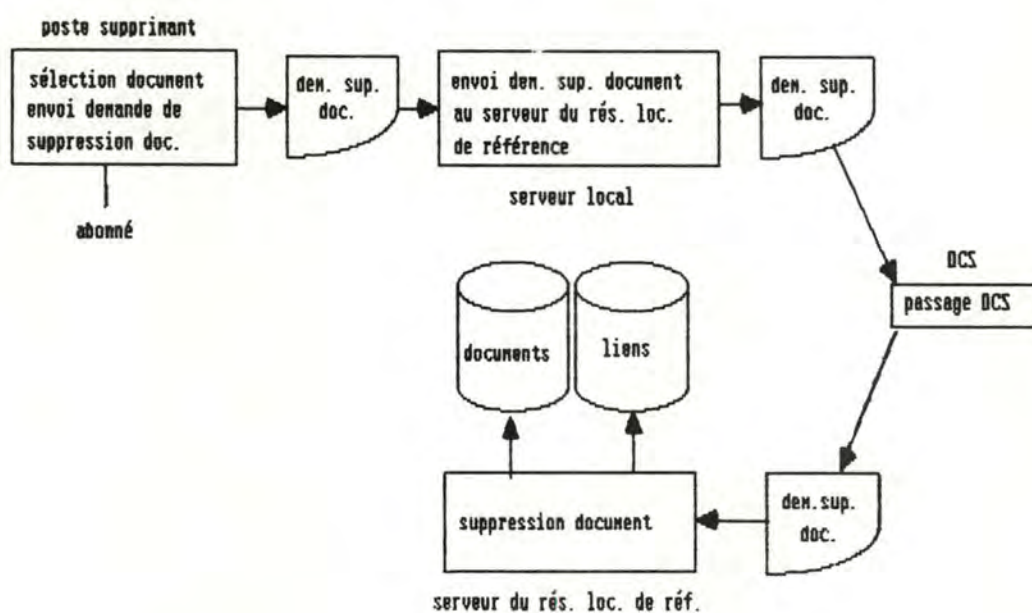 poste supprimant
sélection document
envoi demande de
suppression doc.
abonné
dem. sup.
doc.
envoi dem. sup. document
au serveur du rés. loc.
de référence
serveur local
dem. sup.
doc.
DCS
passage DCS
dem.sup.
doc.
documents
liens
suppression document
serveur du rés. loc. de réf.